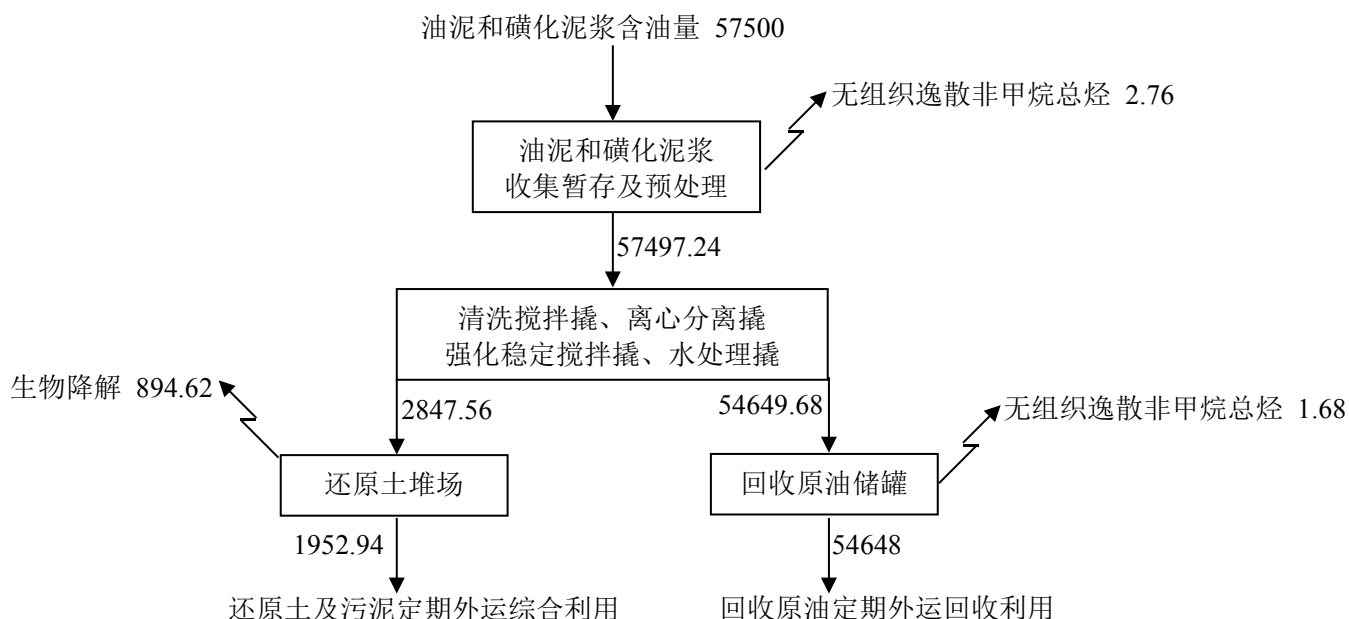 油泥和磺化泥浆含油量 57500
无组织逸散非甲烷总烃 2.76
油泥和磺化泥浆
收集暂存及预处理
57497.24
清洗搅拌撬、离心分离撬
强化稳定搅拌撬、水处理撬
生物降解 894.62
2847.56
54649.68
无组织逸散非甲烷总烃 1.68
还原土堆场
回收原油储罐
1952.94
54648
还原土及污泥定期外运综合利用
回收原油定期外运回收利用